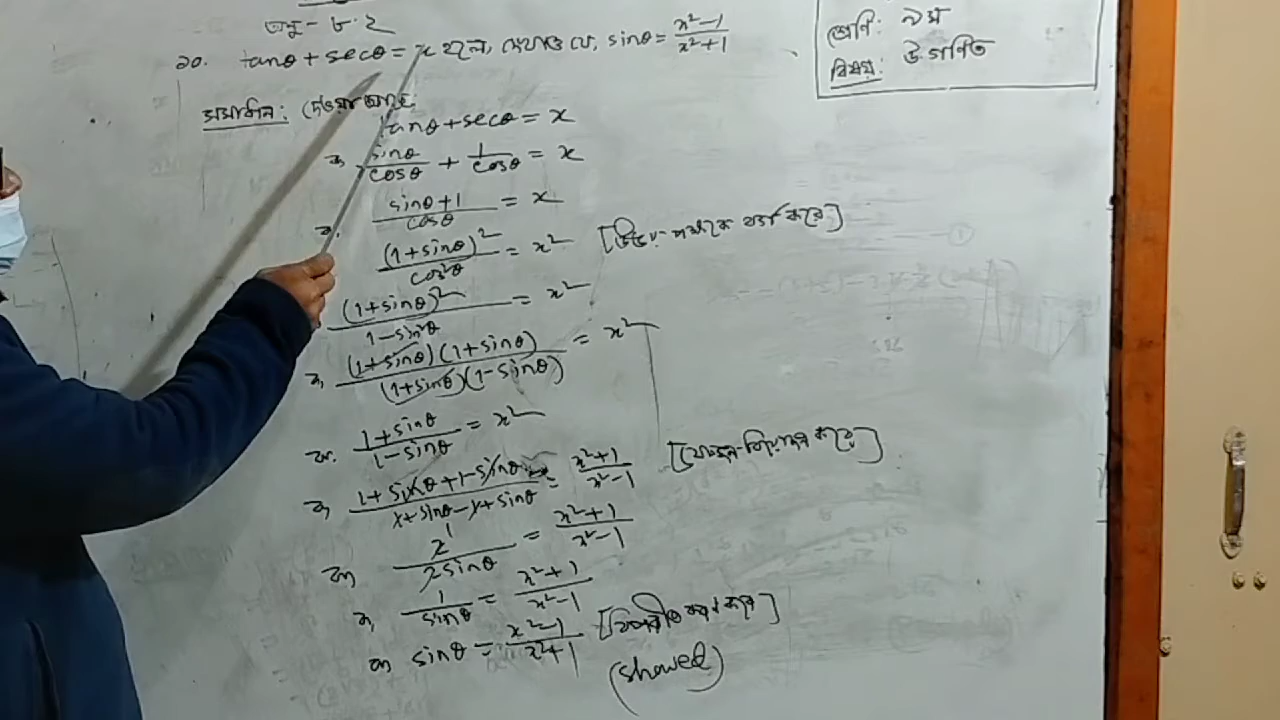 অনু - ৮.২
২০. tanθ + secθ = x হলে, দেখাও যে, sinθ = x²-1/x²+1
শ্রেণি: ৯ম
বিষয়: উ.গণিত
সমাধান: দেওয়া আছে,
tanθ + secθ = x
বা, sinθ/cosθ + 1/cosθ = x
বা, sinθ+1/cosθ = x
(1+sinθ)²/cos²θ = x² [উভয়-পক্ষকে বর্গ করে]
(1+sinθ)²/1-sin²θ = x²
বা, (1+sinθ)(1+sinθ)/(1+sinθ)(1-sinθ) = x²
বা, 1+sinθ/1-sinθ = x²
বা, 1+sinθ+1-sinθ/1+sinθ-1+sinθ = x²+1/x²-1 [যোজন-বিয়োজন করে]
বা, 2/2sinθ = x²+1/x²-1
বা, 1/sinθ = x²+1/x²-1
বা, sinθ = x²-1/x²+1 [বিপরীতকরণ করে]
(showed)